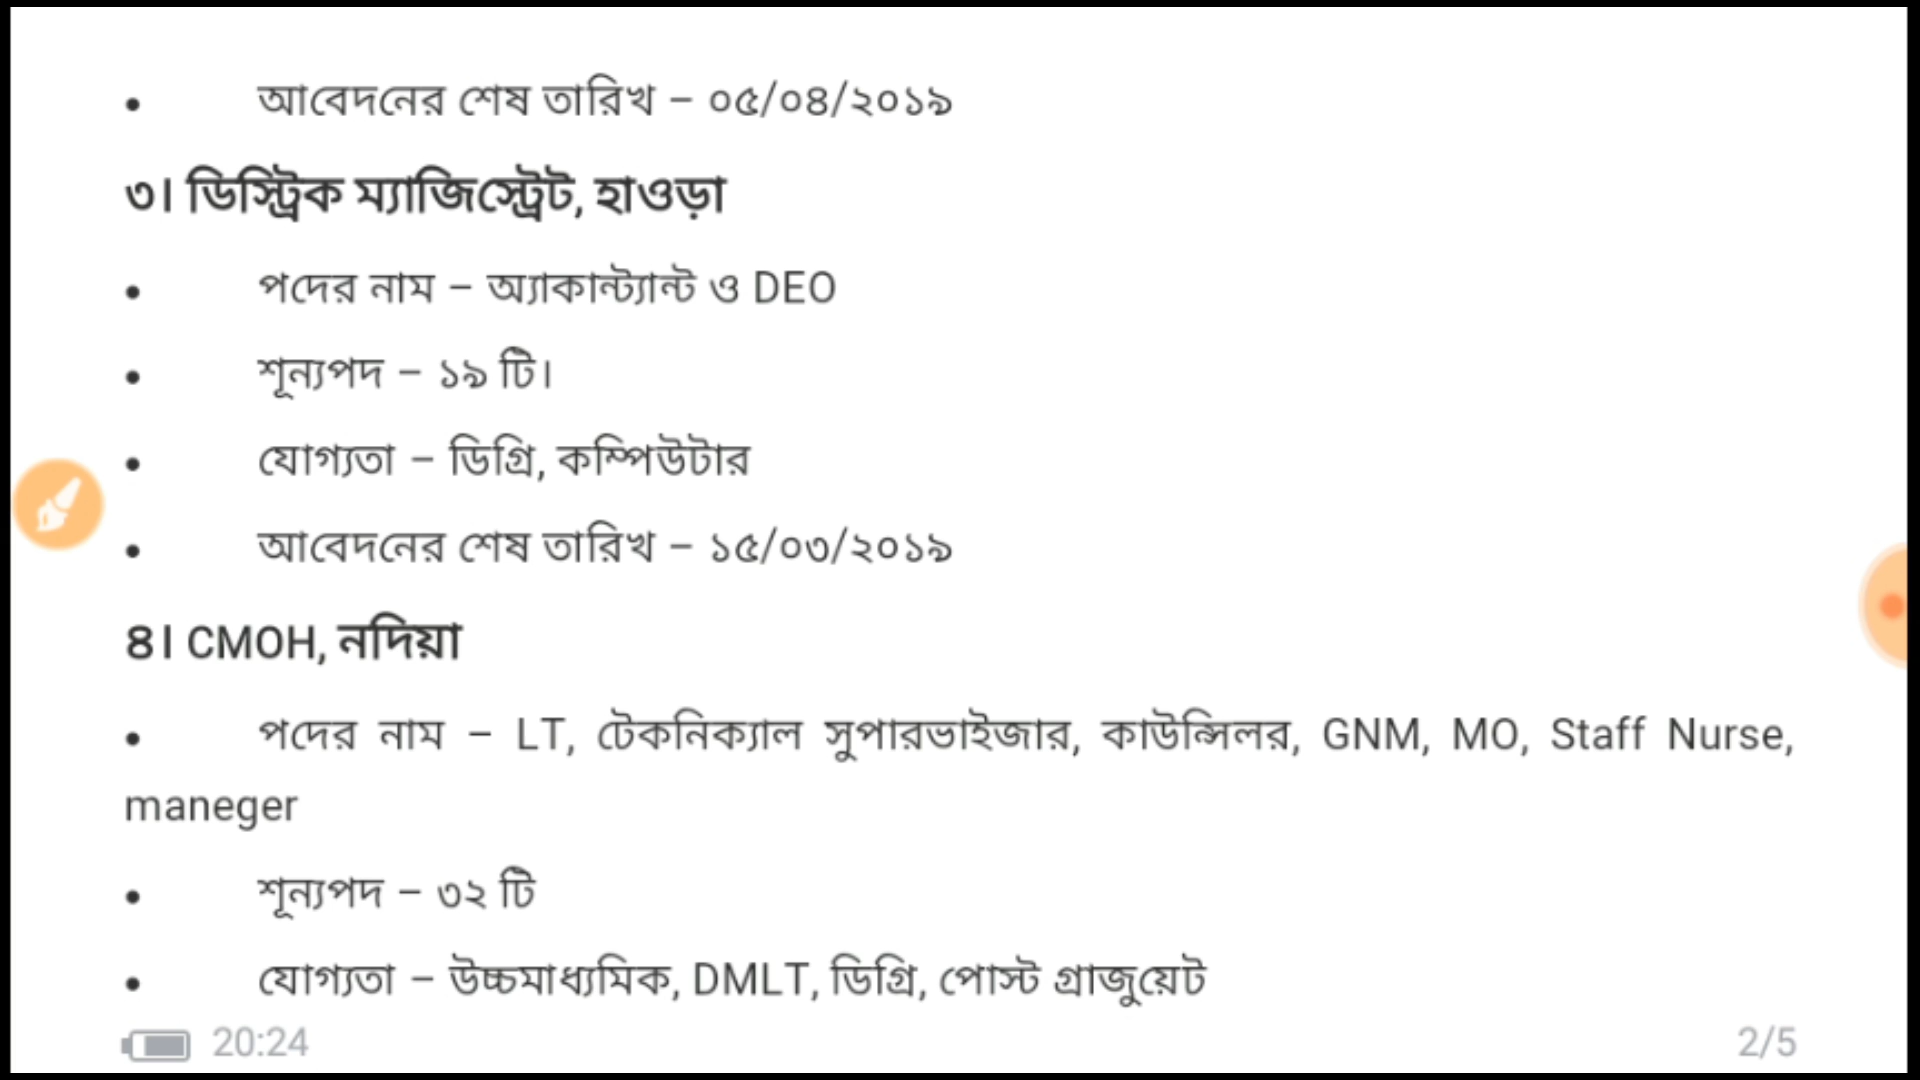 • আবেদনের শেষ তারিখ – ০৫/০৪/২০১৯
৩। ডিস্ট্রিক ম্যাজিস্ট্রেট, হাওড়া
• পদের নাম – অ্যাকান্ট্যান্ট ও DEO
• শূন্যপদ – ১৯ টি।
• যোগ্যতা – ডিগ্রি, কম্পিউটার
• আবেদনের শেষ তারিখ – ১৫/০৩/২০১৯
৪। CMOH, নদিয়া
• পদের নাম – LT, টেকনিক্যাল সুপারভাইজার, কাউন্সিলর, GNM, MO, Staff Nurse,
maneger
• শূন্যপদ – ৩২ টি
• যোগ্যতা – উচ্চমাধ্যমিক, DMLT, ডিগ্রি, পোস্ট গ্রাজুয়েট
20:24 2/5